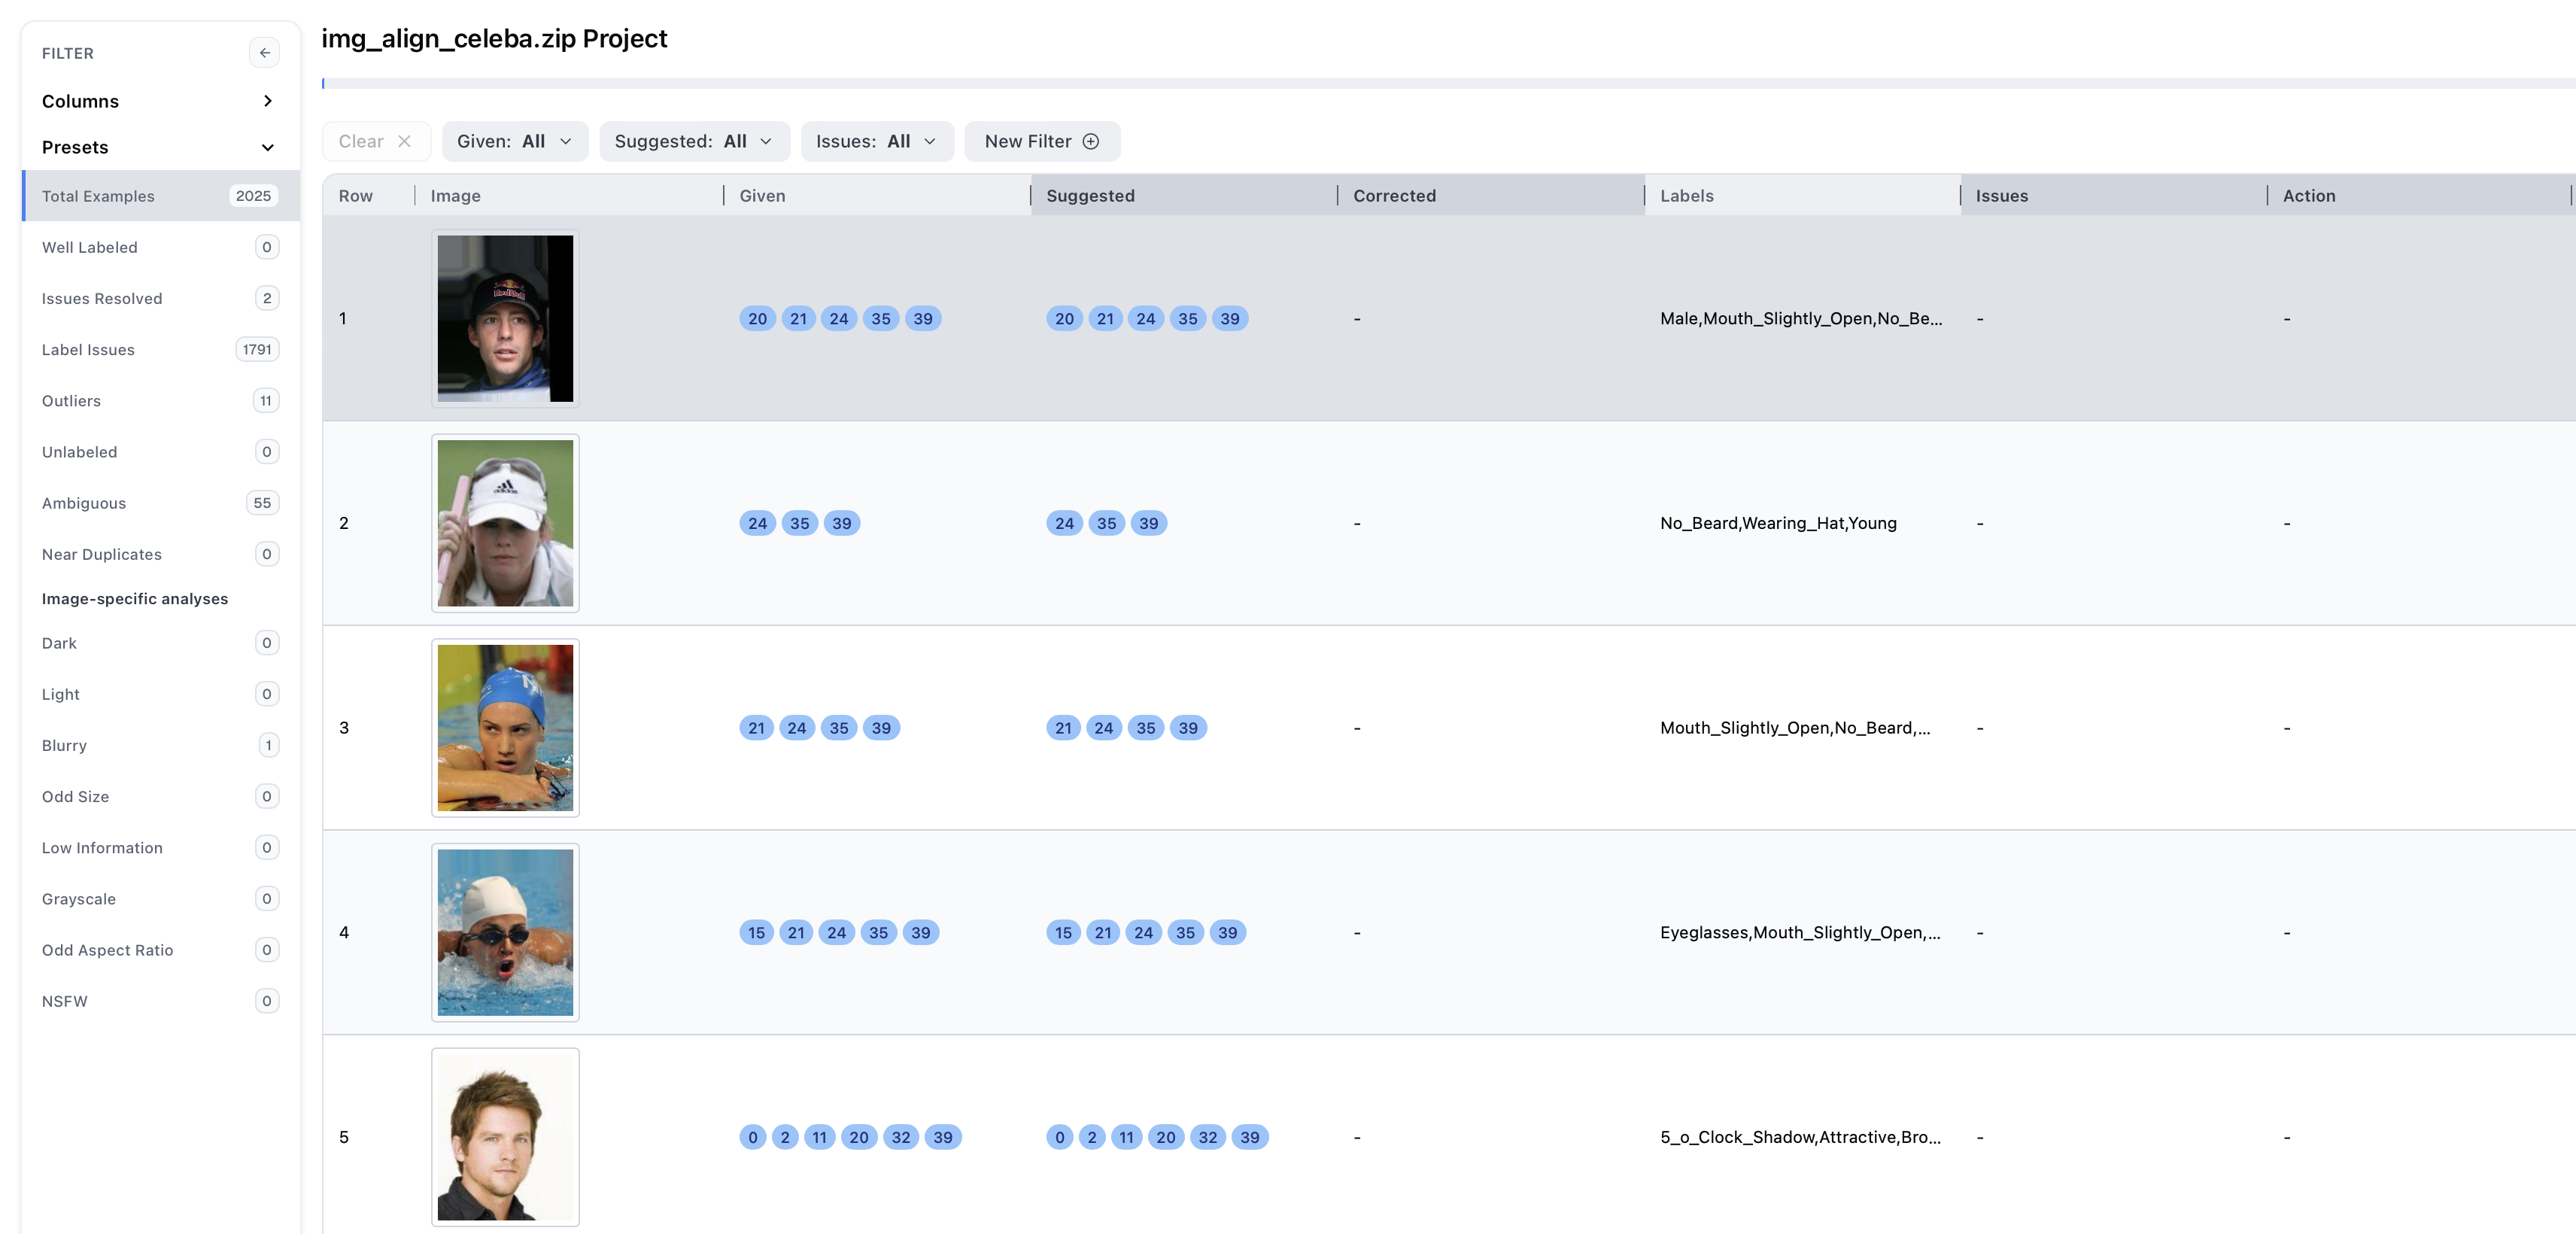 img_align_celeba.zip Project
FILTER
Columns
Presets
Total Examples 2025
Well Labeled 0
Issues Resolved 2
Label Issues 1791
Outliers 11
Unlabeled 0
Ambiguous 55
Near Duplicates 0
Image-specific analyses
Dark 0
Light 0
Blurry 1
Odd Size 0
Low Information 0
Grayscale 0
Odd Aspect Ratio 0
NSFW 0
Clear Given: All Suggested: All Issues: All New Filter
Row Image Given Suggested Corrected Labels Issues Action
Red Bull
1 20 21 24 35 39 20 21 24 35 39 - Male,Mouth_Slightly_Open,No_Be... - -
adidas
2 24 35 39 24 35 39 - No_Beard,Wearing_Hat,Young - -
3 21 24 35 39 21 24 35 39 - Mouth_Slightly_Open,No_Beard,... - -
4 15 21 24 35 39 15 21 24 35 39 - Eyeglasses,Mouth_Slightly_Open,... - -
5 0 2 11 20 32 39 0 2 11 20 32 39 - 5_o_Clock_Shadow,Attractive,Bro... - -